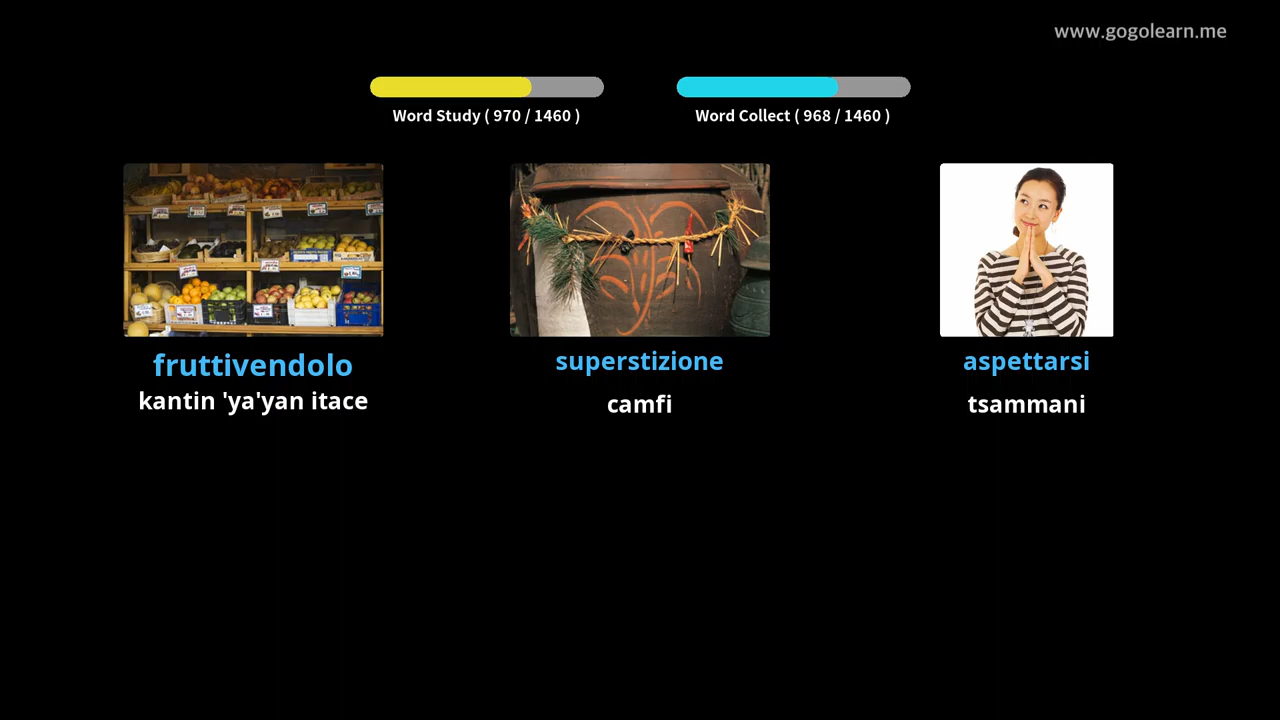 www.gogolearn.me
Word Study ( 970 / 1460 )
Word Collect ( 968 / 1460 )
fruttivendolo
kantin 'ya'yan itace
superstizione
camfi
aspettarsi
tsammani